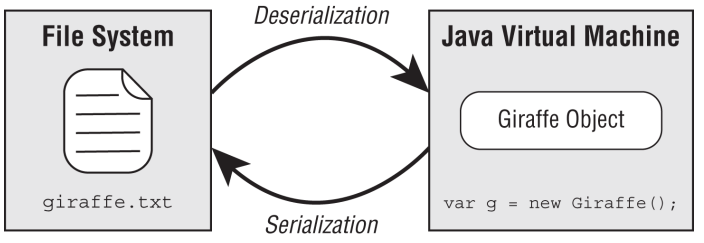 Deserialization
File System
giraffe.txt
Java Virtual Machine
Giraffe Object
var g = new Giraffe();
Serialization